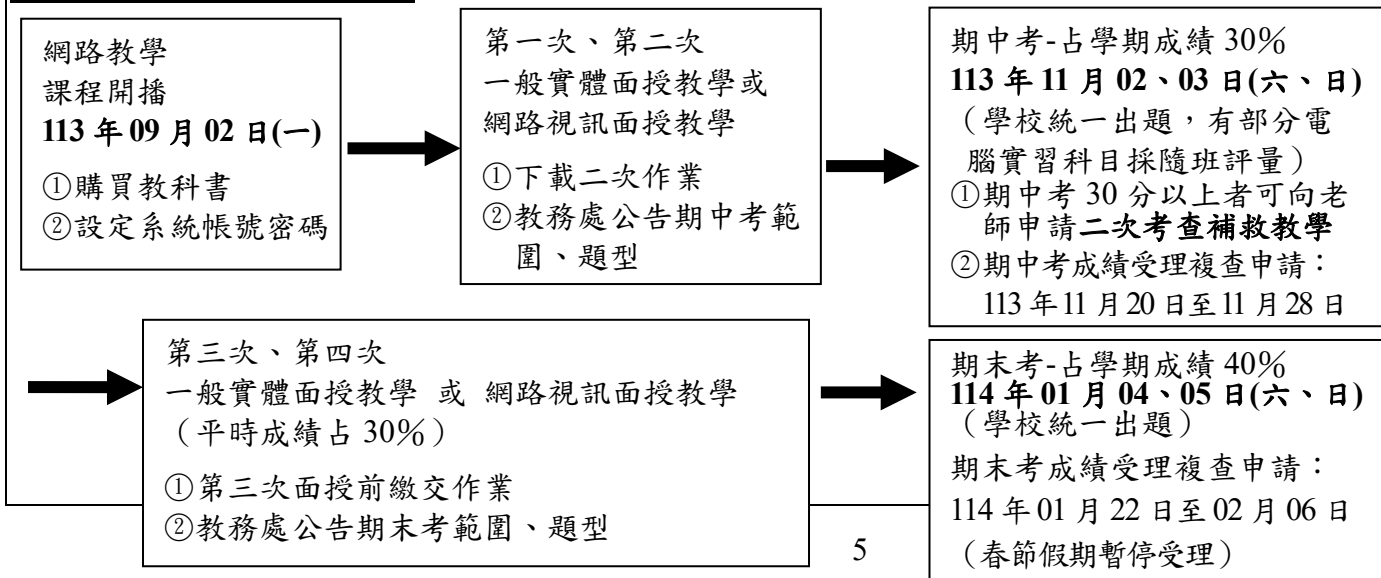 網路教學
課程開播
113 年 09 月 02 日(一)
①購買教科書
②設定系統帳號密碼
第一次、第二次
一般實體面授教學或
網路視訊面授教學
①下載二次作業
②教務處公告期中考範
圍、題型
期中考-占學期成績 30%
113 年 11 月 02、03 日(六、日)
（學校統一出題，有部分電
腦實習科目採隨班評量）
①期中考 30 分以上者可向老
師申請二次考查補救教學
②期中考成績受理複查申請：
113 年 11 月 20 日至 11 月 28 日
第三次、第四次
一般實體面授教學 或 網路視訊面授教學
（平時成績占 30%）
①第三次面授前繳交作業
②教務處公告期末考範圍、題型
期末考-占學期成績 40%
114 年 01 月 04、05 日(六、日)
（學校統一出題）
期末考成績受理複查申請：
114 年 01 月 22 日至 02 月 06 日
（春節假期暫停受理）
5